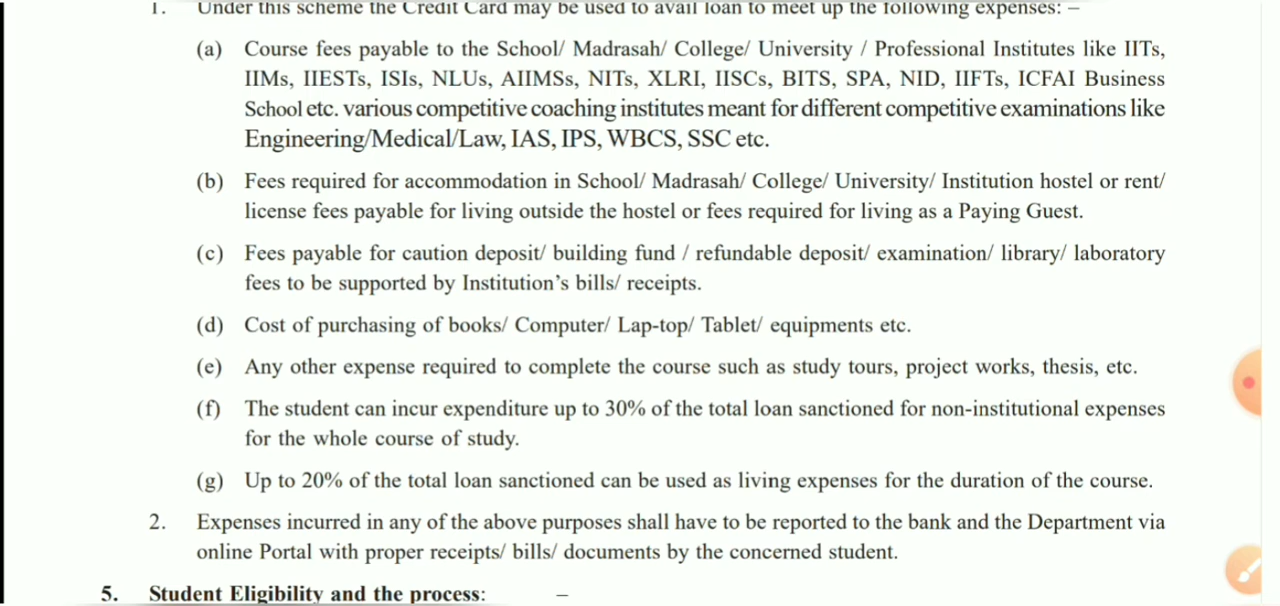 1. Under this scheme the Credit Card may be used to avail loan to meet up the following expenses: –
(a) Course fees payable to the School/ Madrasah/ College/ University / Professional Institutes like IITs,
IIMs, IIESTs, ISIs, NLUs, AIIMSs, NITs, XLRI, IISCs, BITS, SPA, NID, IIFTs, ICFAI Business
School etc. various competitive coaching institutes meant for different competitive examinations like
Engineering/Medical/Law, IAS, IPS, WBCS, SSC etc.
(b) Fees required for accommodation in School/ Madrasah/ College/ University/ Institution hostel or rent/
license fees payable for living outside the hostel or fees required for living as a Paying Guest.
(c) Fees payable for caution deposit/ building fund / refundable deposit/ examination/ library/ laboratory
fees to be supported by Institution’s bills/ receipts.
(d) Cost of purchasing of books/ Computer/ Lap-top/ Tablet/ equipments etc.
(e) Any other expense required to complete the course such as study tours, project works, thesis, etc.
(f) The student can incur expenditure up to 30% of the total loan sanctioned for non-institutional expenses
for the whole course of study.
(g) Up to 20% of the total loan sanctioned can be used as living expenses for the duration of the course.
2. Expenses incurred in any of the above purposes shall have to be reported to the bank and the Department via
online Portal with proper receipts/ bills/ documents by the concerned student.
5. Student Eligibility and the process: –